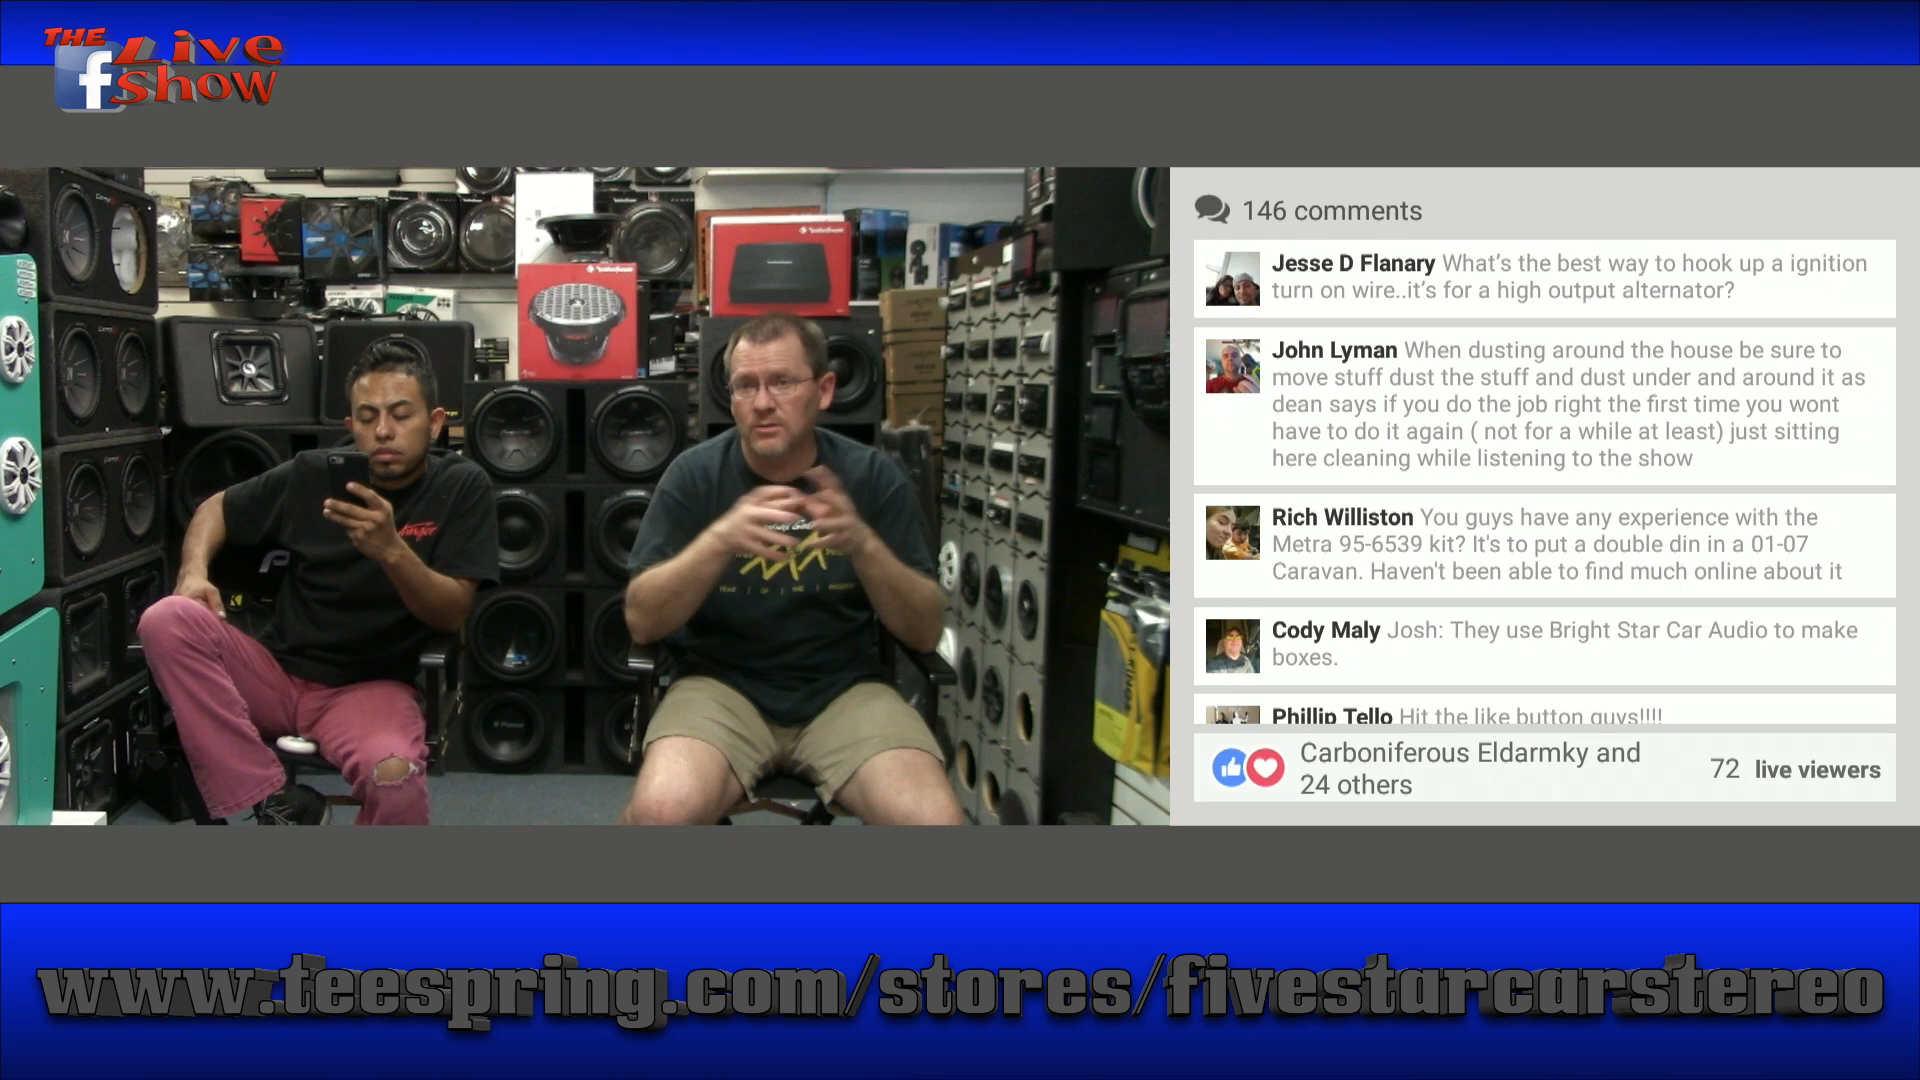 THE Live
f Show
146 comments
Jesse D Flanary What's the best way to hook up a ignition
turn on wire..it's for a high output alternator?
John Lyman When dusting around the house be sure to
move stuff dust the stuff and dust under and around it as
dean says if you do the job right the first time you wont
have to do it again ( not for a while at least) just sitting
here cleaning while listening to the show
Rich Williston You guys have any experience with the
Metra 95-6539 kit? It's to put a double din in a 01-07
Caravan. Haven't been able to find much online about it
Cody Maly Josh: They use Bright Star Car Audio to make
boxes.
Phillip Tello Hit the like button guys!!!!
Carboniferous Eldarmky and
24 others
72 live viewers
www.teespring.com/stores/fivestarcarstereo